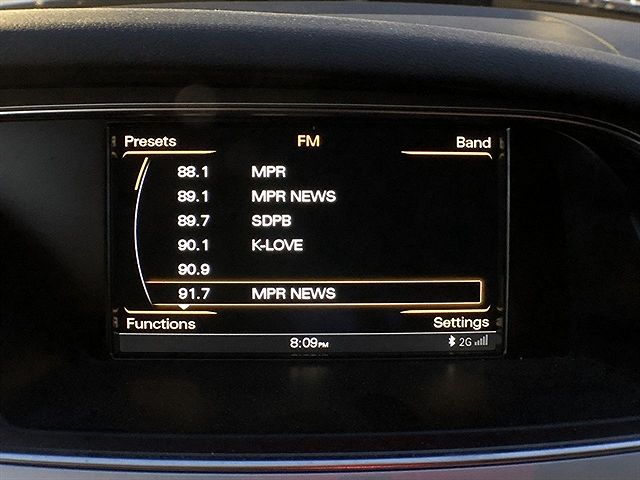 Presets FM Band
88.1 MPR
89.1 MPR NEWS
89.7 SDPB
90.1 K-LOVE
90.9
91.7 MPR NEWS
Functions Settings
8:09PM 2G